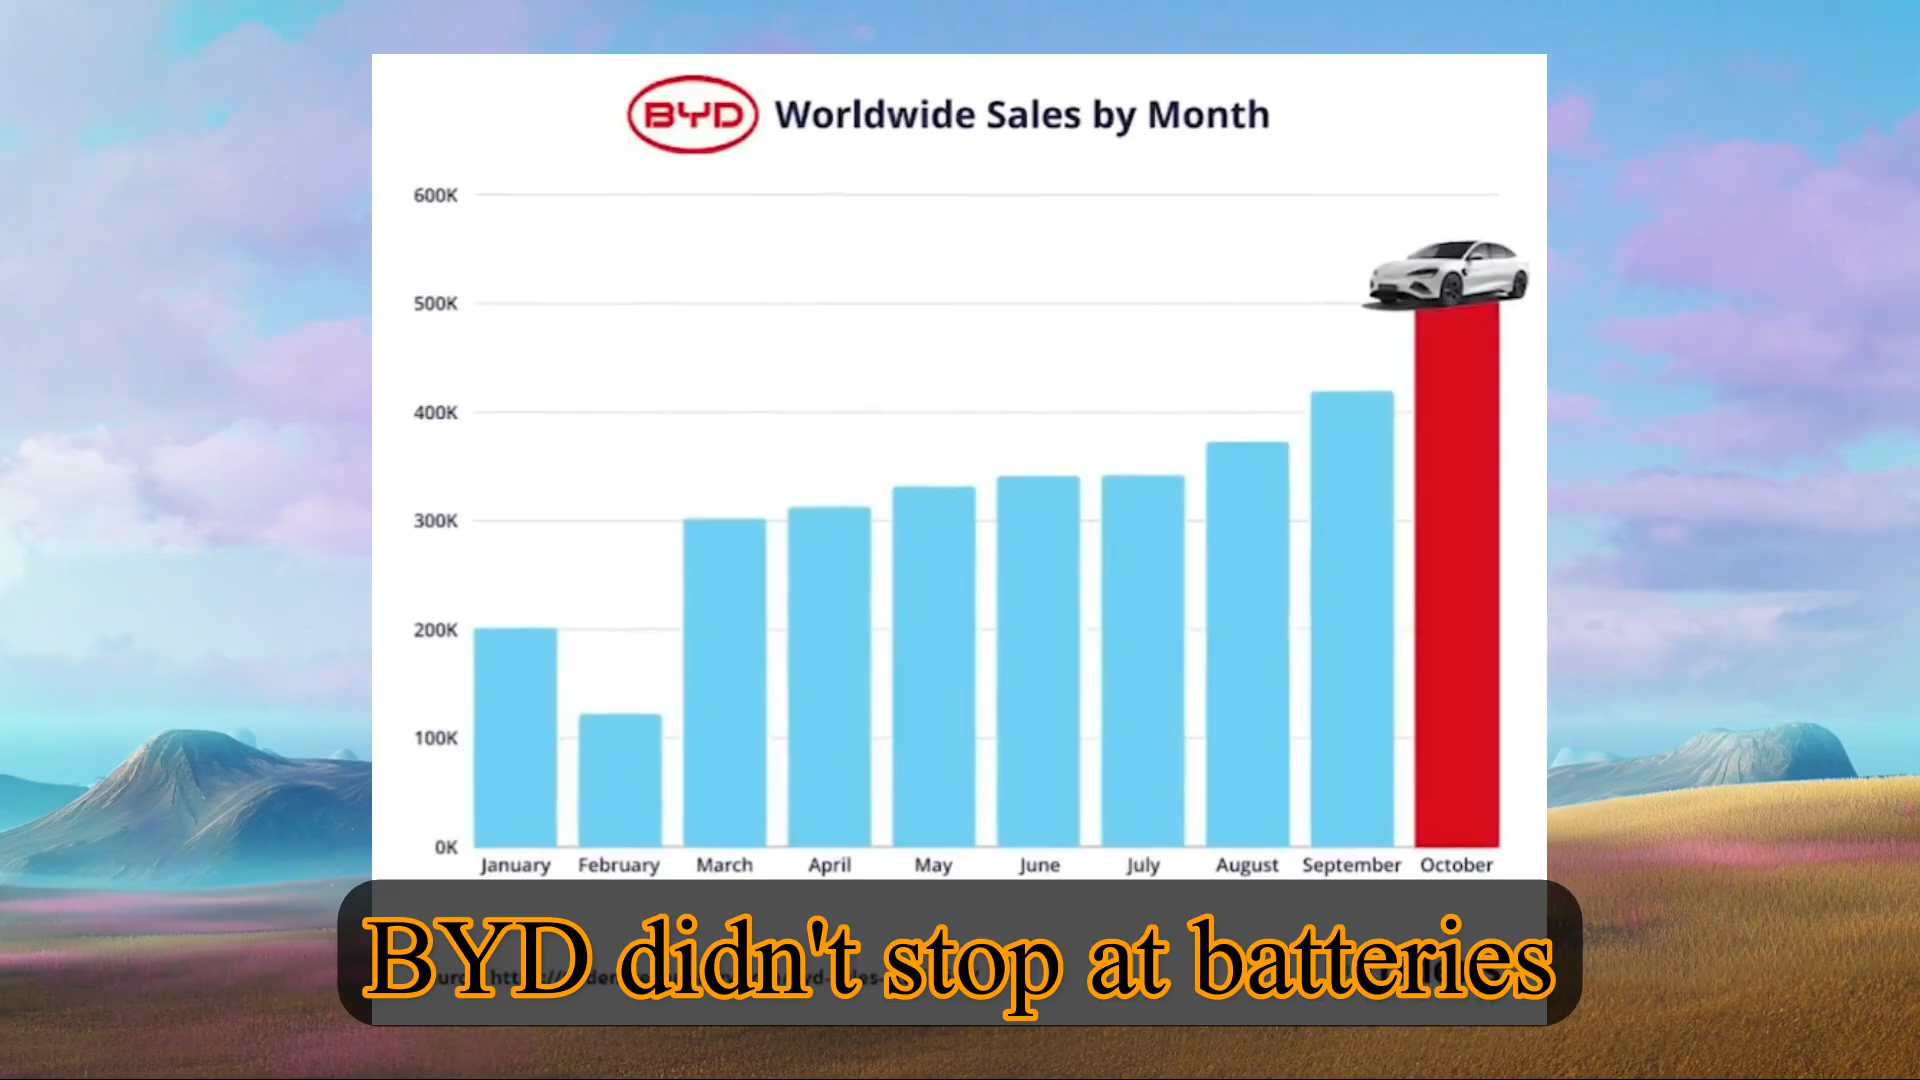 BYD Worldwide Sales by Month
600K
500K
400K
300K
200K
100K
0K
January February March April May June July August September October
BYD didn't stop at batteries